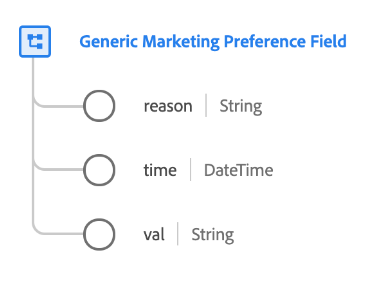 Generic Marketing Preference Field
reason | String
time | DateTime
val | String